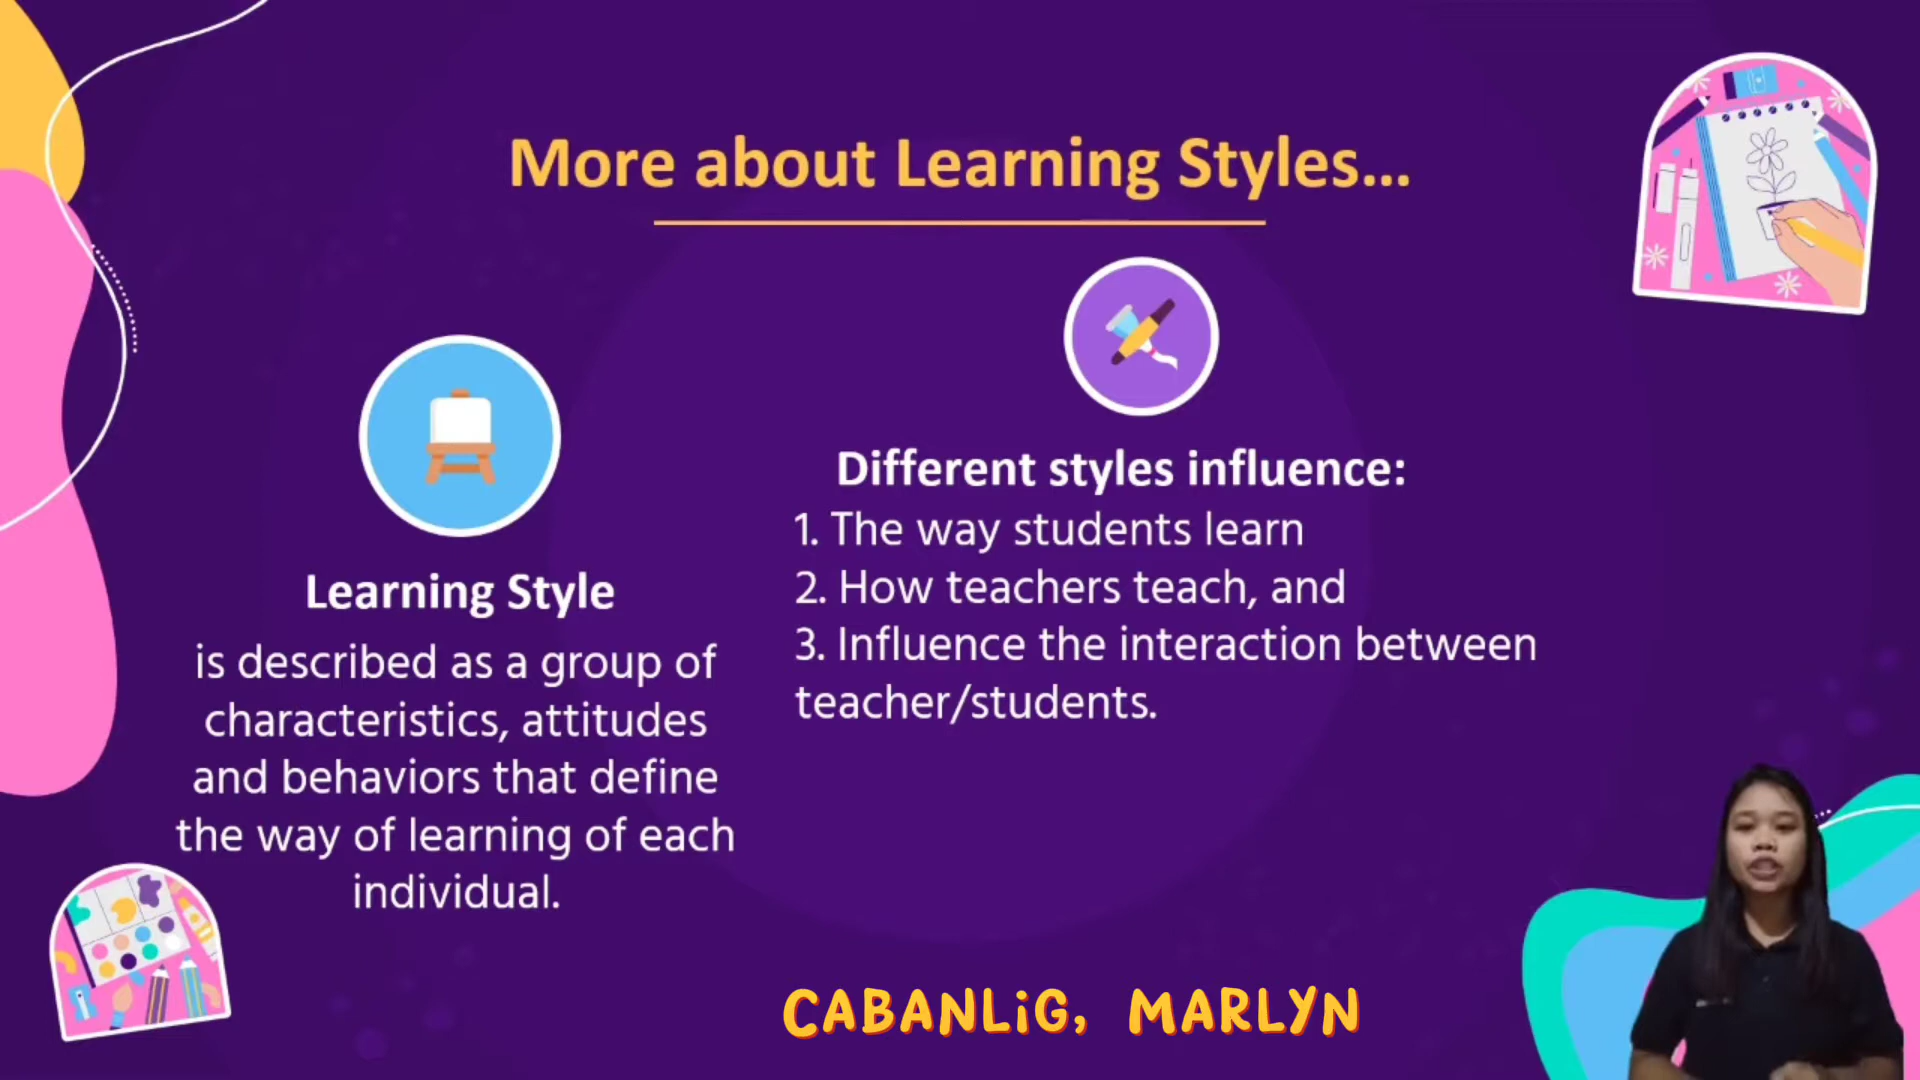 More about Learning Styles...
Learning Style
is described as a group of
characteristics, attitudes
and behaviors that define
the way of learning of each
individual.
Different styles influence:
1. The way students learn
2. How teachers teach, and
3. Influence the interaction between
teacher/students.
CABANLiG, MARLYN